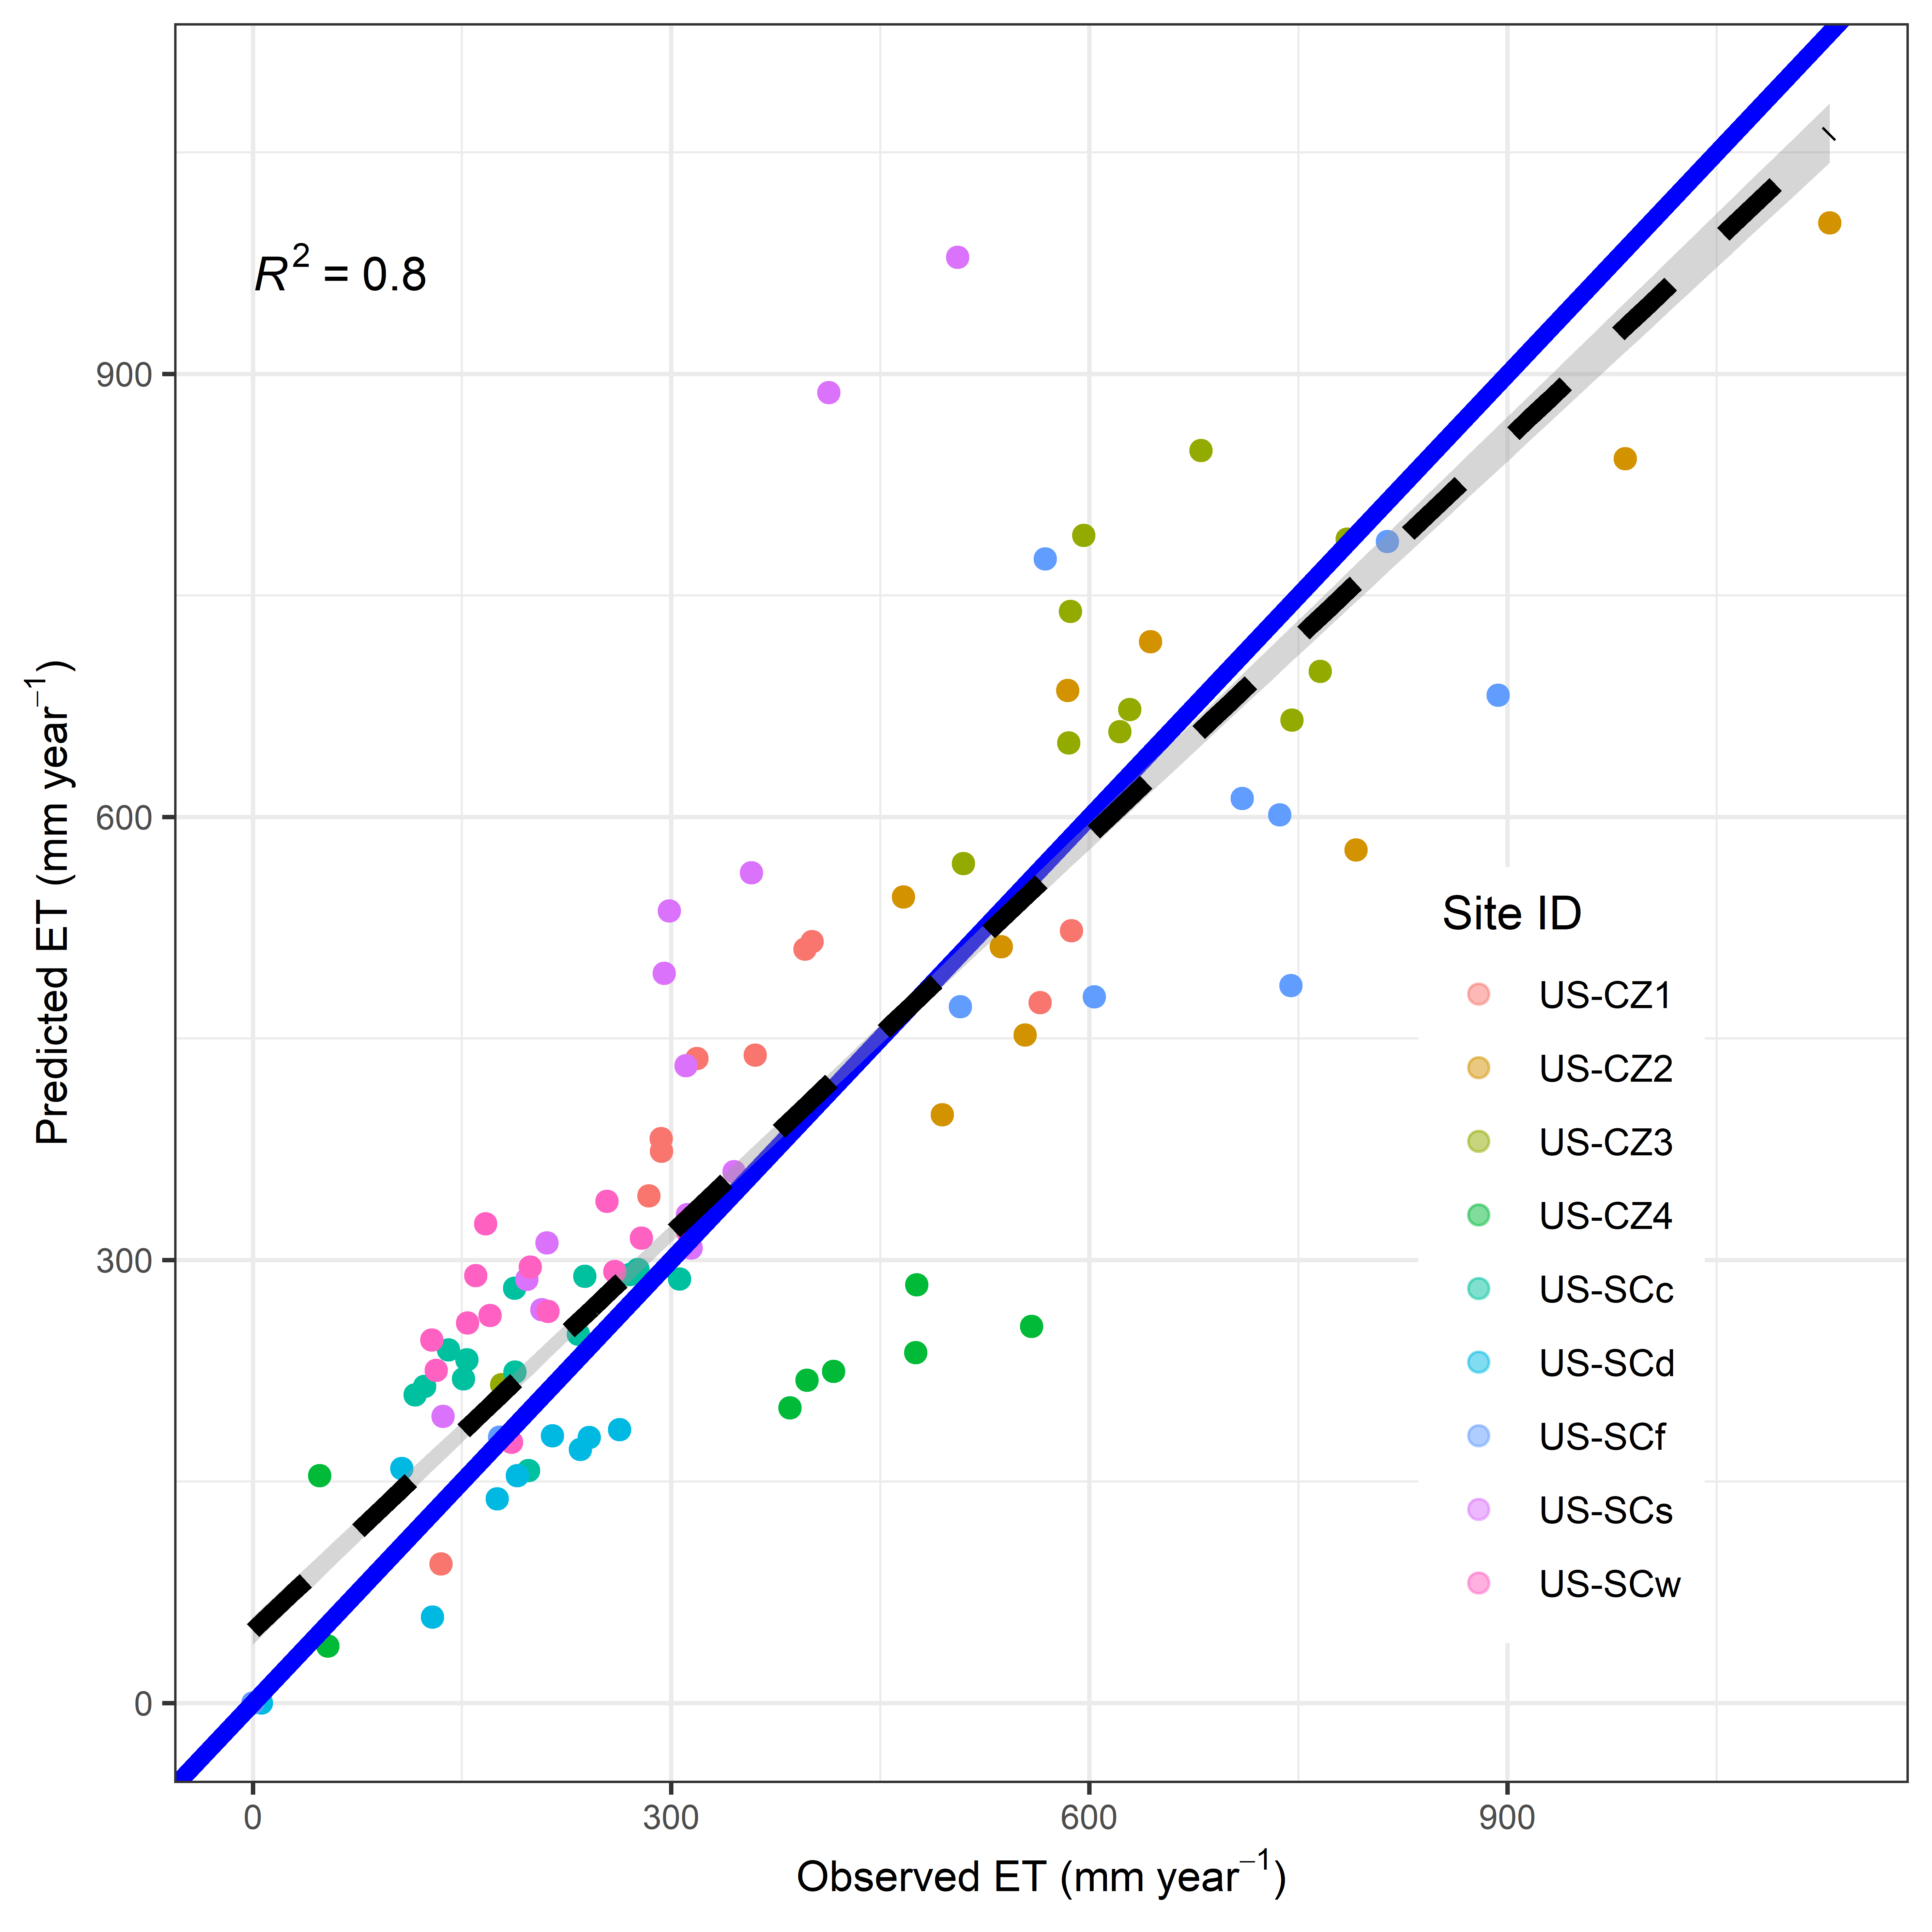 R² = 0.8
Predicted ET (mm year⁻¹)
900
600
300
0
Site ID
US-CZ1
US-CZ2
US-CZ3
US-CZ4
US-SCc
US-SCd
US-SCf
US-SCs
US-SCw
0 300 600 900
Observed ET (mm year⁻¹)